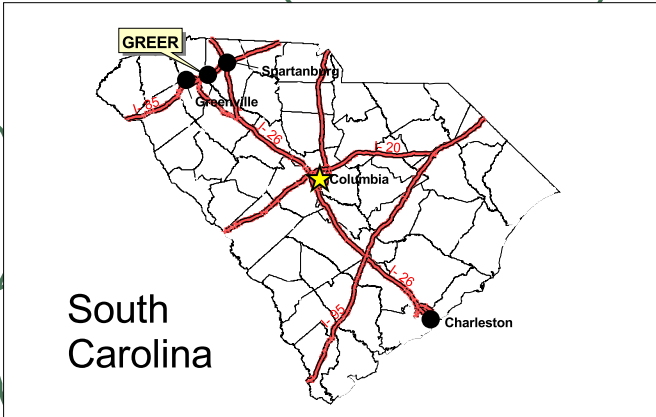 GREER
Spartanburg
I- 85
Greenville
I- 26
I- 20
Columbia
I- 26
I- 95
South
Carolina
Charleston